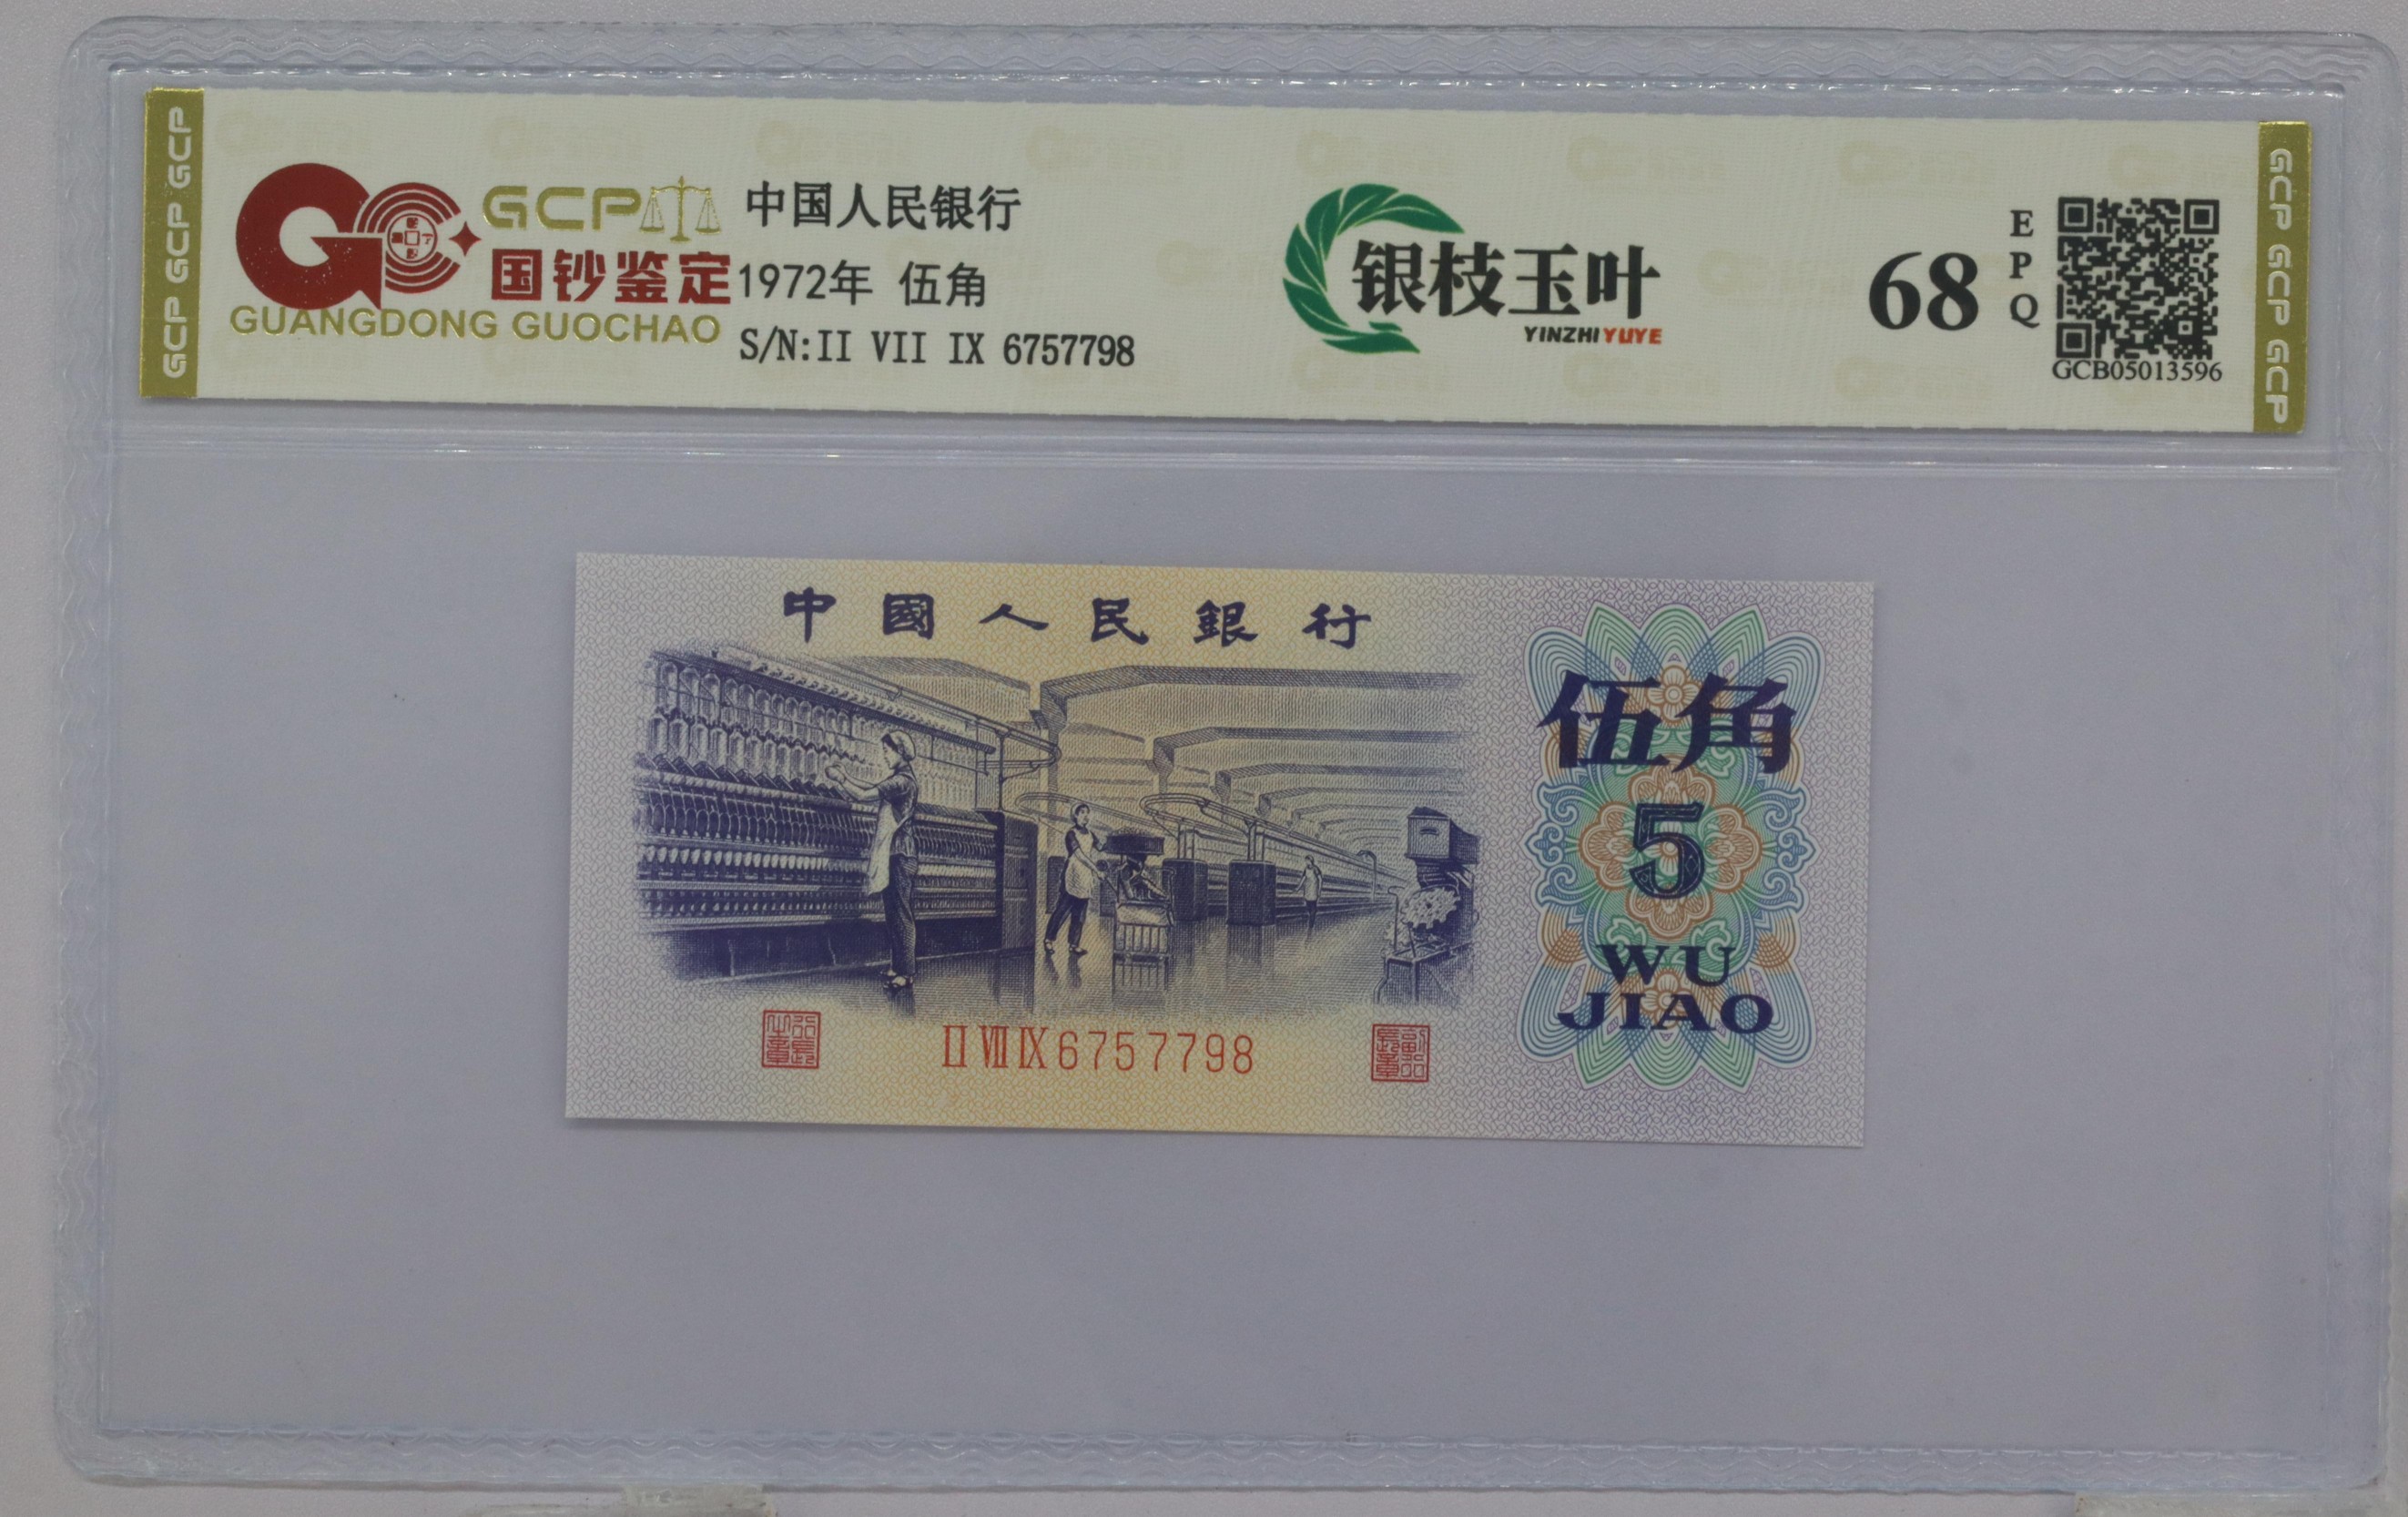 GCP GCP GCP
GCP
国钞鉴定
GUANGDONG GUOCHAO
中国人民银行
1972年 伍角
S/N:II VII IX 6757798
银枝玉叶
YINZHIYUYE
68
EPQ
GCB05013596
GCP GCP GCP
中國人民銀行
伍角
5
WU
JIAO
II VII IX 6757798